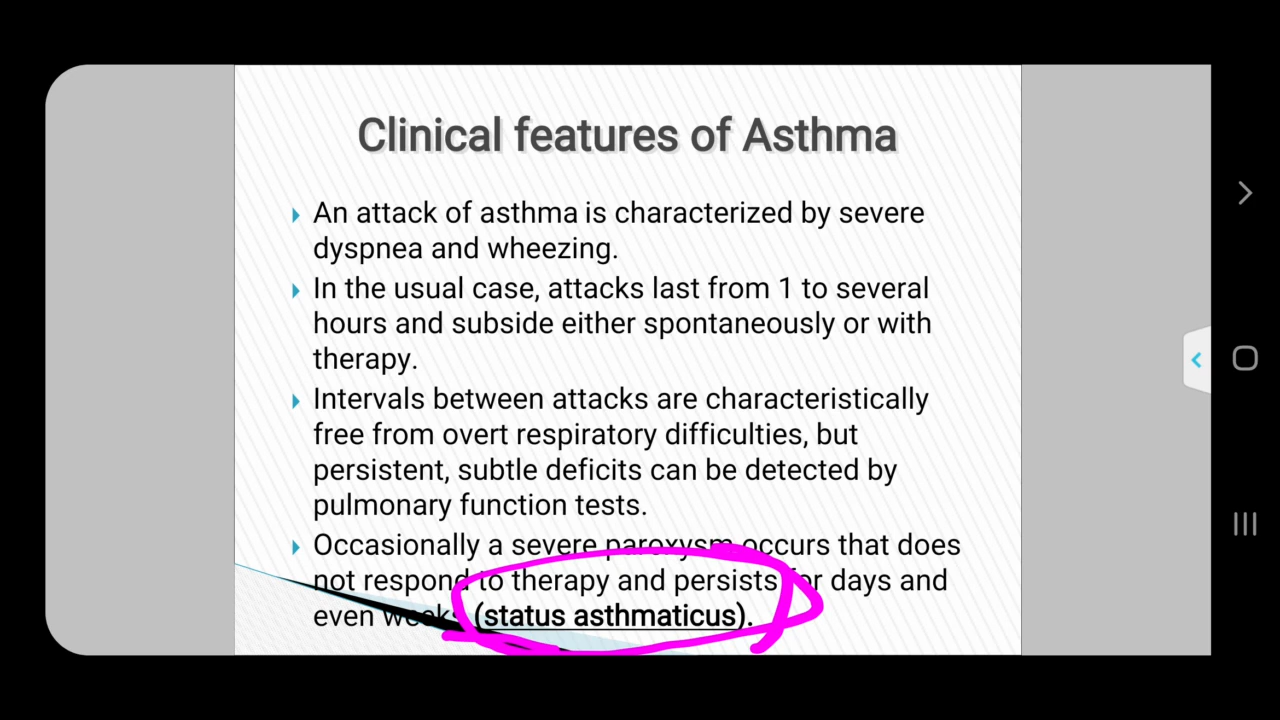 Clinical features of Asthma
An attack of asthma is characterized by severe
dyspnea and wheezing.
In the usual case, attacks last from 1 to several
hours and subside either spontaneously or with
therapy.
Intervals between attacks are characteristically
free from overt respiratory difficulties, but
persistent, subtle deficits can be detected by
pulmonary function tests.
Occasionally a severe paroxysm occurs that does
not respond to therapy and persists for days and
even weeks (status asthmaticus).